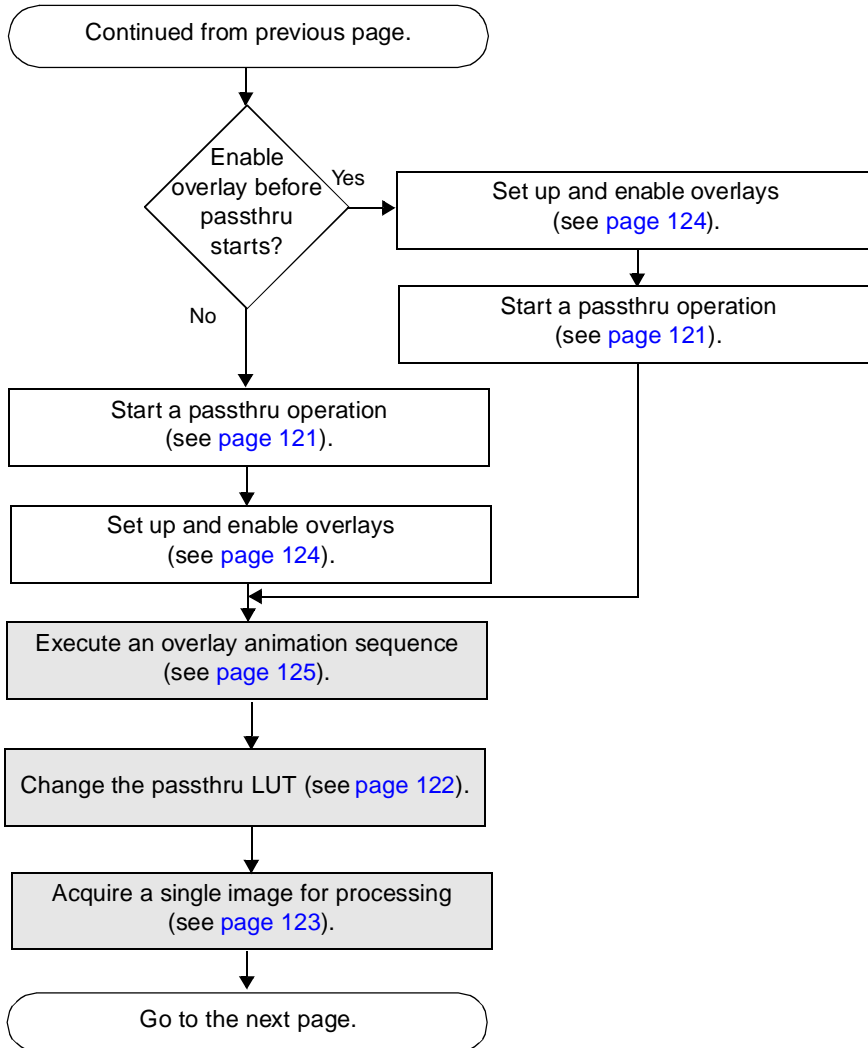 Continued from previous page.
Enable
overlay before
passthru
starts?
Yes
Set up and enable overlays
(see page 124).
Start a passthru operation
(see page 121).
No
Start a passthru operation
(see page 121).
Set up and enable overlays
(see page 124).
Execute an overlay animation sequence
(see page 125).
Change the passthru LUT (see page 122).
Acquire a single image for processing
(see page 123).
Go to the next page.